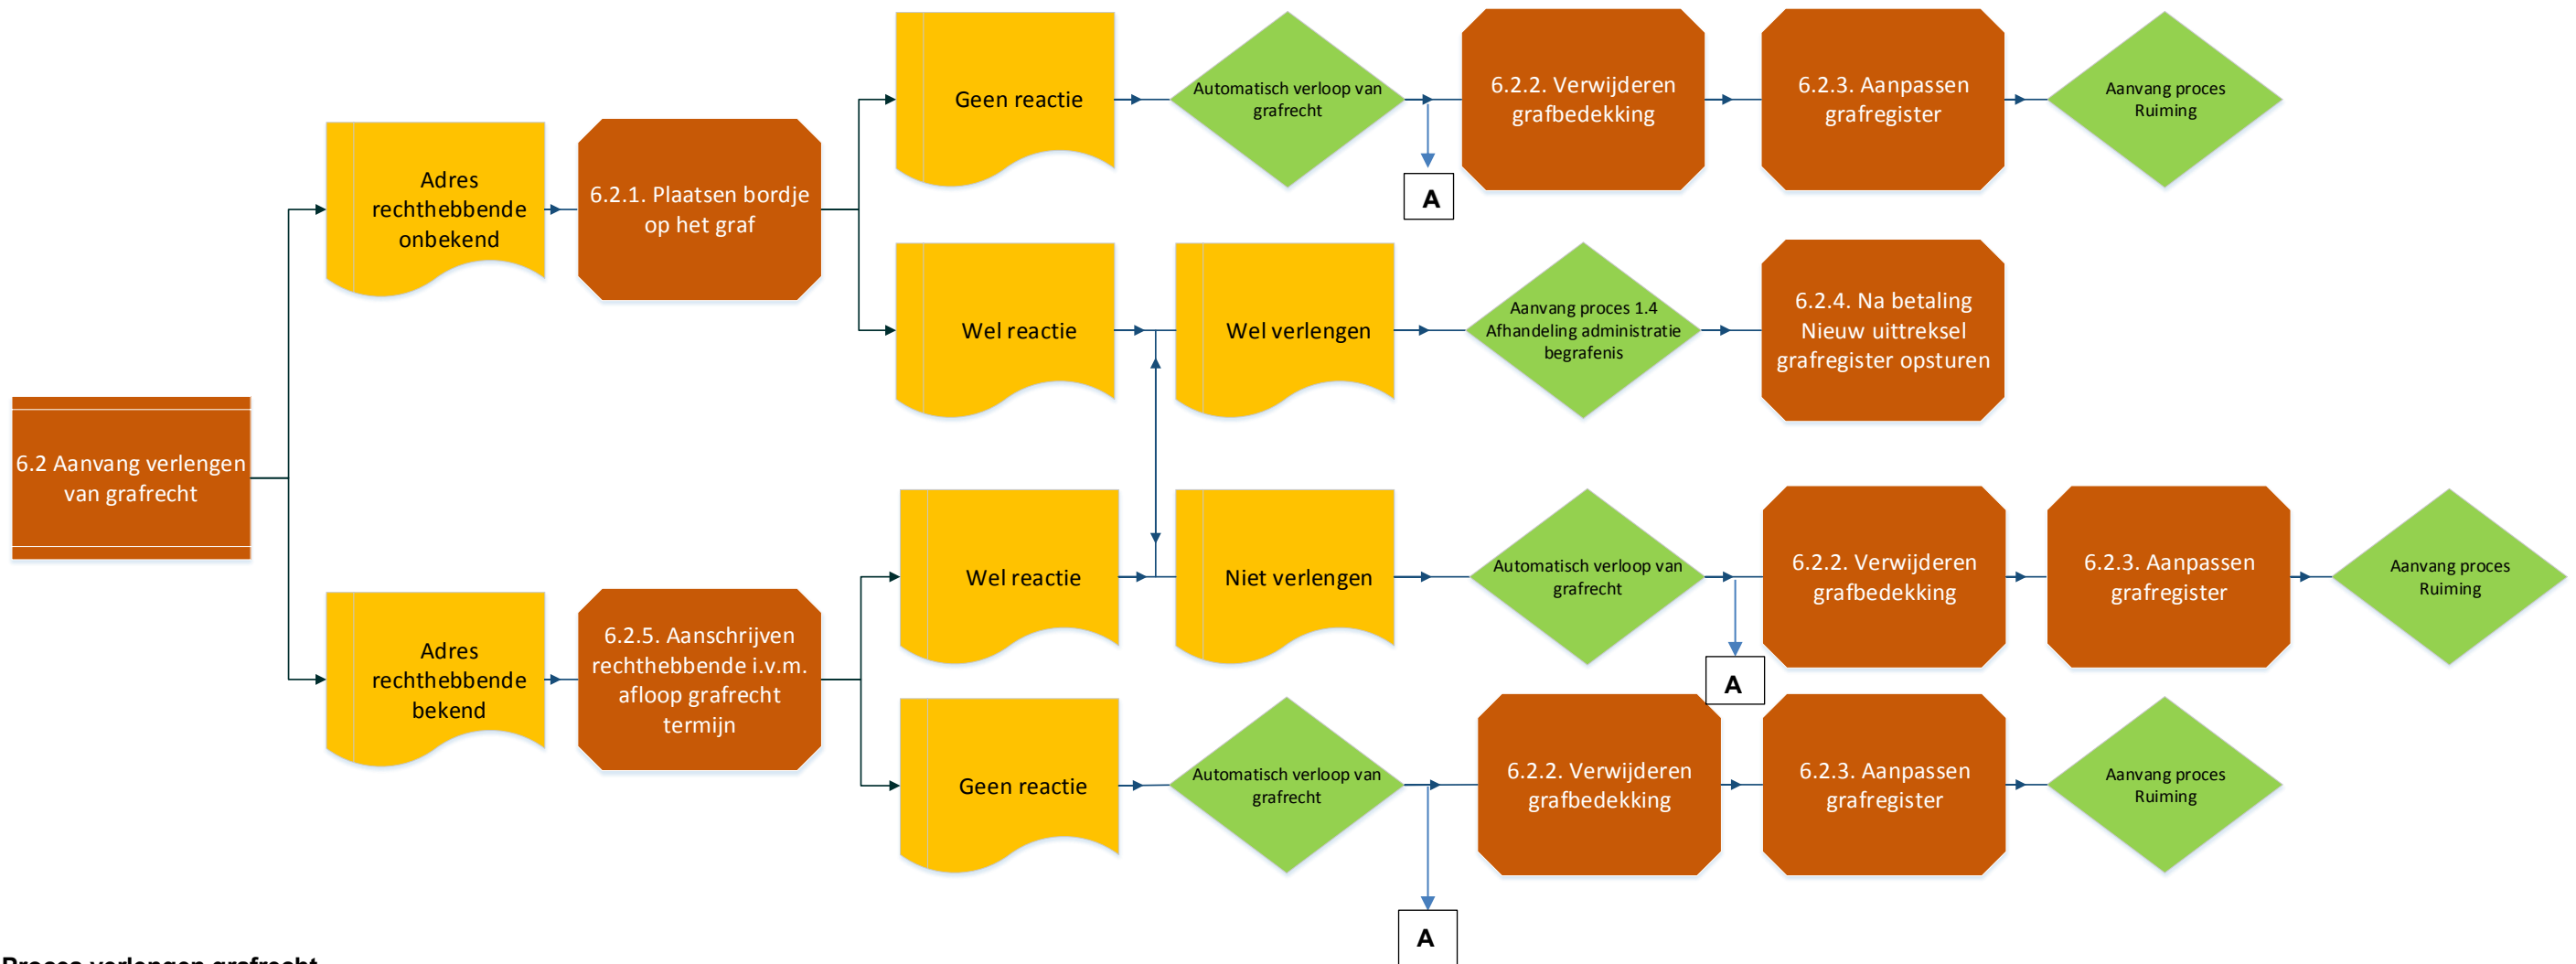 Geen reactie
Automatisch verloop van
grafrecht
6.2.2. Verwijderen
grafbedekking
6.2.3. Aanpassen
grafregister
Aanvang proces
Ruiming
A
Adres
rechthebbende
onbekend
6.2.1. Plaatsen bordje
op het graf
Wel reactie
Wel verlengen
Aanvang proces 1.4
Afhandeling administratie
begrafenis
6.2.4. Na betaling
Nieuw uittreksel
grafregister opsturen
6.2 Aanvang verlengen
van grafrecht
Wel reactie
Niet verlengen
Automatisch verloop van
grafrecht
6.2.2. Verwijderen
grafbedekking
6.2.3. Aanpassen
grafregister
Aanvang proces
Ruiming
A
Adres
rechthebbende
bekend
6.2.5. Aanschrijven
rechthebbende i.v.m.
afloop grafrecht
termijn
Geen reactie
Automatisch verloop van
grafrecht
6.2.2. Verwijderen
grafbedekking
6.2.3. Aanpassen
grafregister
Aanvang proces
Ruiming
A
Proces verlengen grafrecht